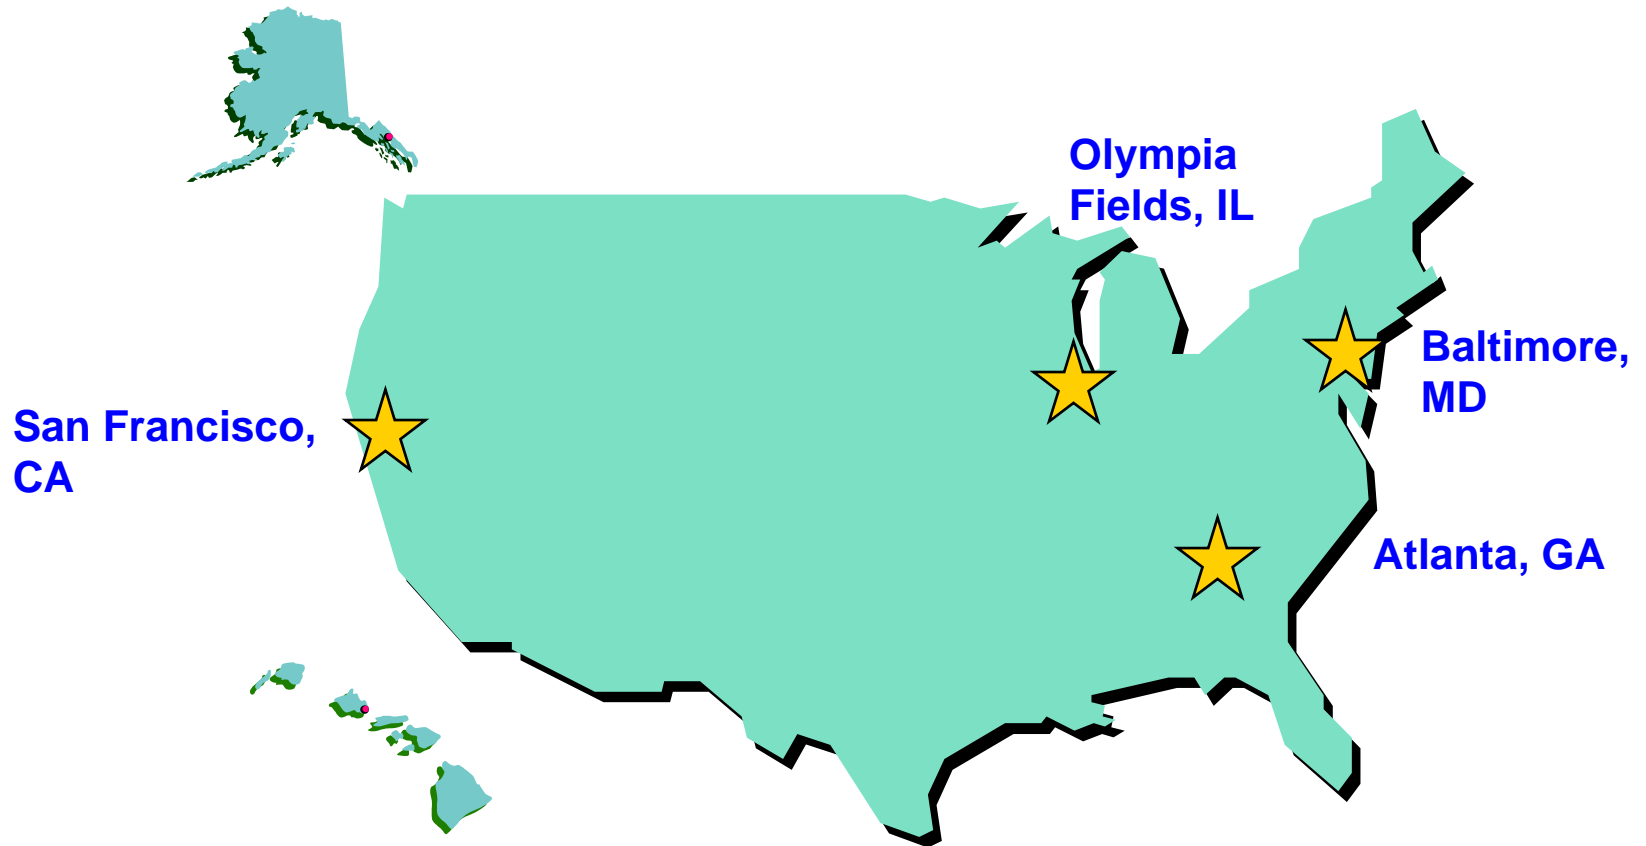 Olympia
Fields, IL
Baltimore,
MD
San Francisco,
CA
Atlanta, GA